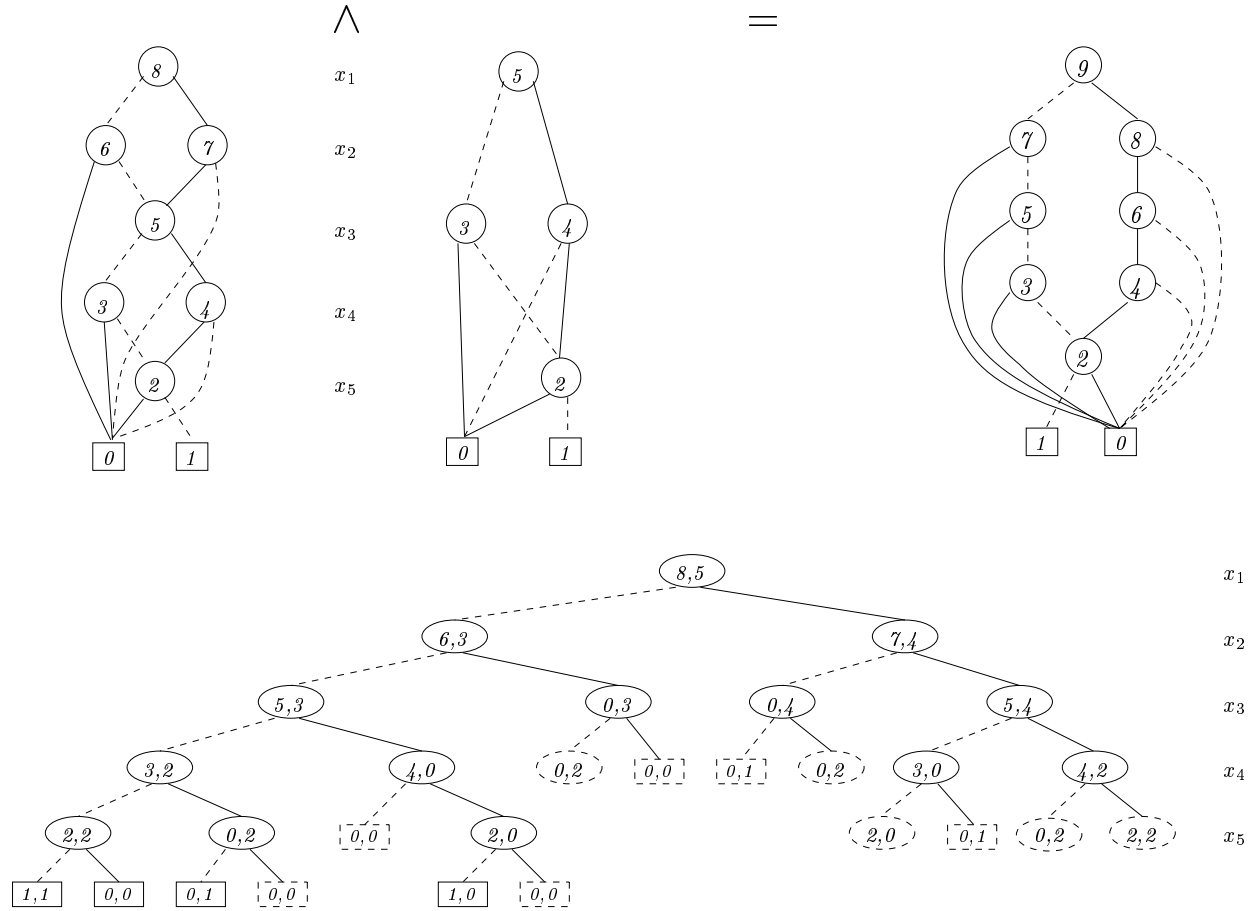 ∧ =
8 x1 5 9
6 7 x2 7 8
5 3 x3 4 5 6
3 4 x4 3 4
2 x5 2 2
0 1 0 1 1 0
8,5 x1
6,3 7,4 x2
5,3 0,3 0,4 5,4 x3
3,2 4,0 0,2 0,0 0,1 0,2 3,0 4,2 x4
2,2 0,2 0,0 2,0 2,0 0,1 0,2 2,2 x5
1,1 0,0 0,1 0,0 1,0 0,0